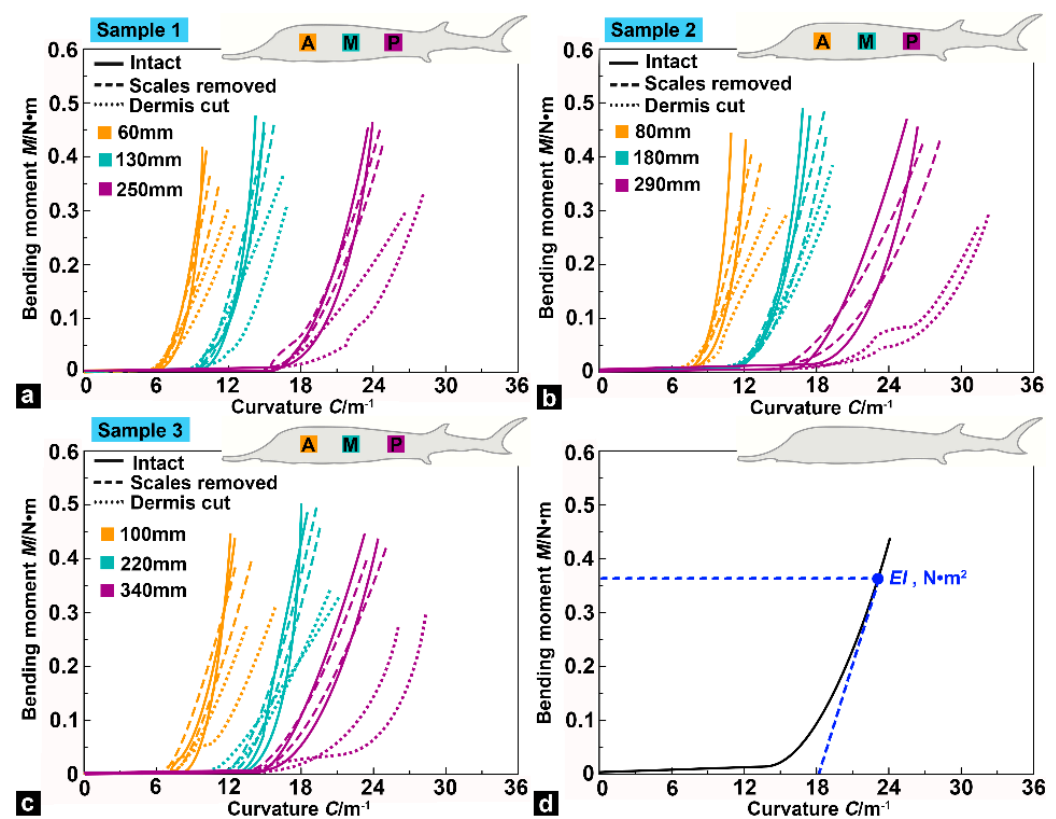 Sample 1
A M P
Intact
Scales removed
Dermis cut
60mm
130mm
250mm
Bending moment M/N•m
0.6
0.5
0.4
0.3
0.2
0.1
0
0 6 12 18 24 30 36
Curvature C/m⁻¹
a
Sample 2
A M P
Intact
Scales removed
Dermis cut
80mm
180mm
290mm
Bending moment M/N•m
0.6
0.5
0.4
0.3
0.2
0.1
0
0 6 12 18 24 30 36
Curvature C/m⁻¹
b
Sample 3
A M P
Intact
Scales removed
Dermis cut
100mm
220mm
340mm
Bending moment M/N•m
0.6
0.5
0.4
0.3
0.2
0.1
0
0 6 12 18 24 30 36
Curvature C/m⁻¹
c
EI , N•m²
Bending moment M/N•m
0.6
0.5
0.4
0.3
0.2
0.1
0
0 6 12 18 24 30 36
Curvature C/m⁻¹
d